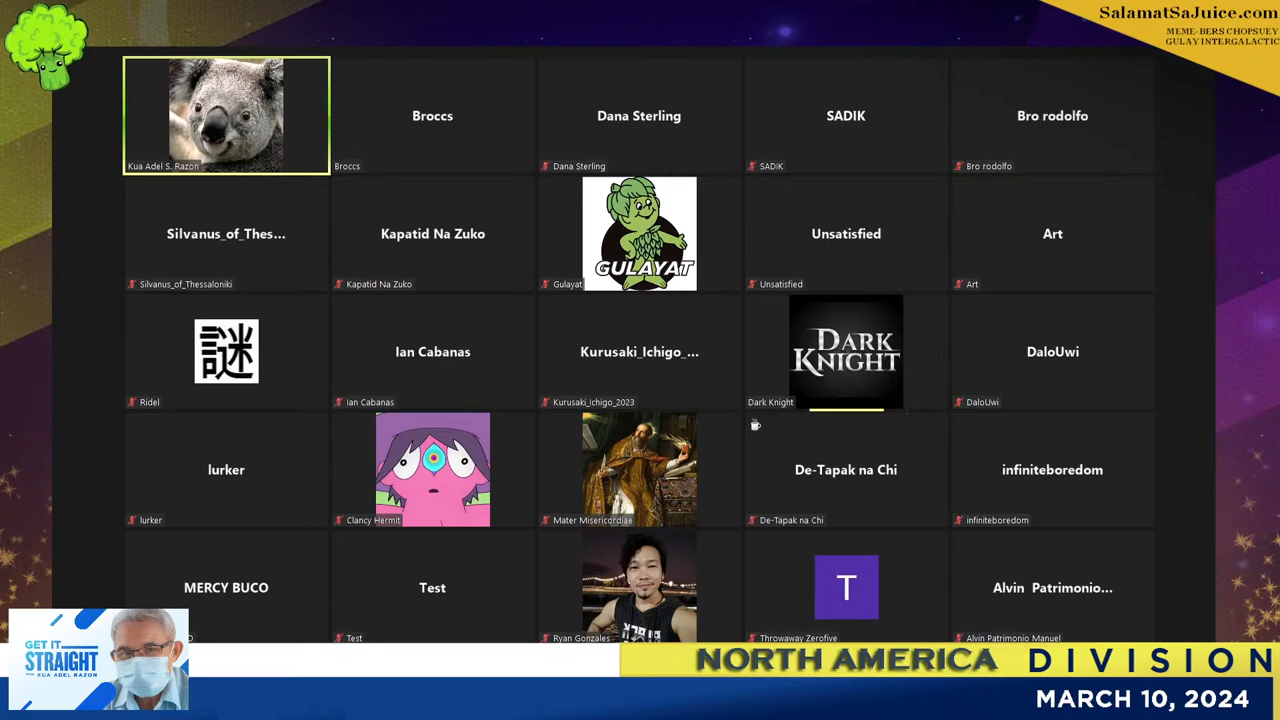 SalamatSaJuice.com
MEME-BERS CHOPSUEY
GULAY INTERGALACTIC
Kua Adel S. Razon
Broccs
Broccs
Dana Sterling
Dana Sterling
SADIK
SADIK
Bro rodolfo
Bro rodolfo
Silvanus_of_Thes...
Silvanus_of_Thessaloniki
Kapatid Na Zuko
Kapatid Na Zuko
GULAYAT
Gulayat
Unsatisfied
Unsatisfied
Art
Art
謎
Ridel
Ian Cabanas
Ian Cabanas
Kurusaki_Ichigo_...
Kurusaki_Ichigo_2023
DARK
KNIGHT
Dark Knight
DaloUwi
DaloUwi
lurker
lurker
Clancy Hermit
Mater Misericordiae
De-Tapak na Chi
De-Tapak na Chi
infiniteboredom
infiniteboredom
MERCY BUCO
O
Test
Test
Ryan Gonzales
T
Throwaway Zerofive
Alvin Patrimonio...
Alvin Patrimonio Manuel
GET IT
STRAIGHT
KUA ADEL RAZON
NORTH AMERICA DIVISION
MARCH 10, 2024